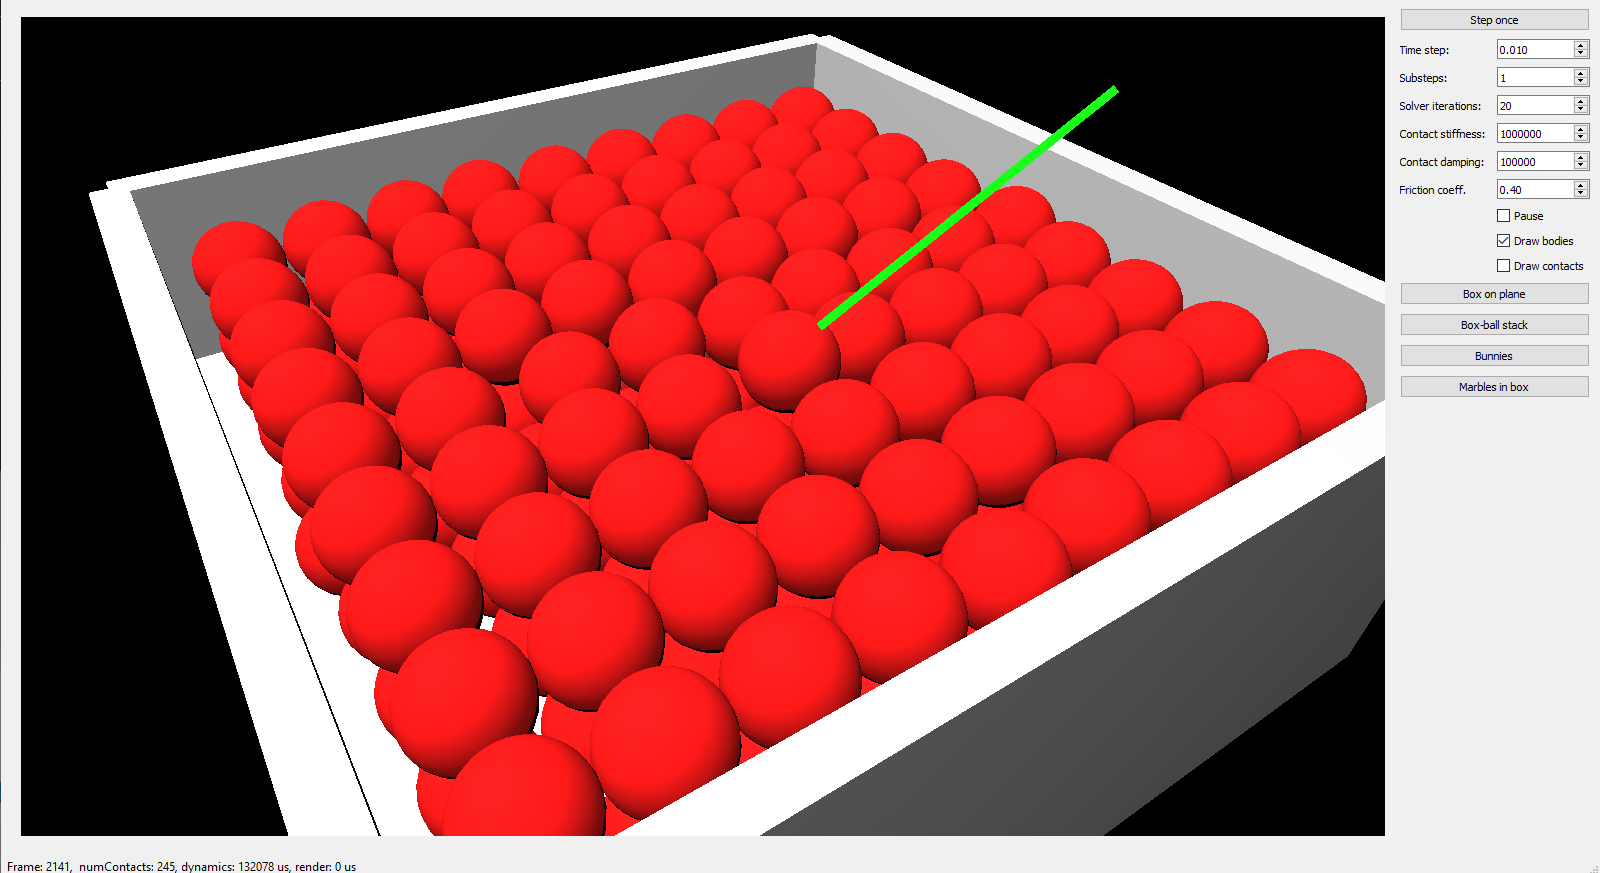 Step once
Time step: 0.010
Substeps: 1
Solver iterations: 20
Contact stiffness: 1000000
Contact damping: 100000
Friction coeff. 0.40
Pause
Draw bodies
Draw contacts
Box on plane
Box-ball stack
Bunnies
Marbles in box
Frame: 2141, numContacts: 245, dynamics: 132078 us, render: 0 us